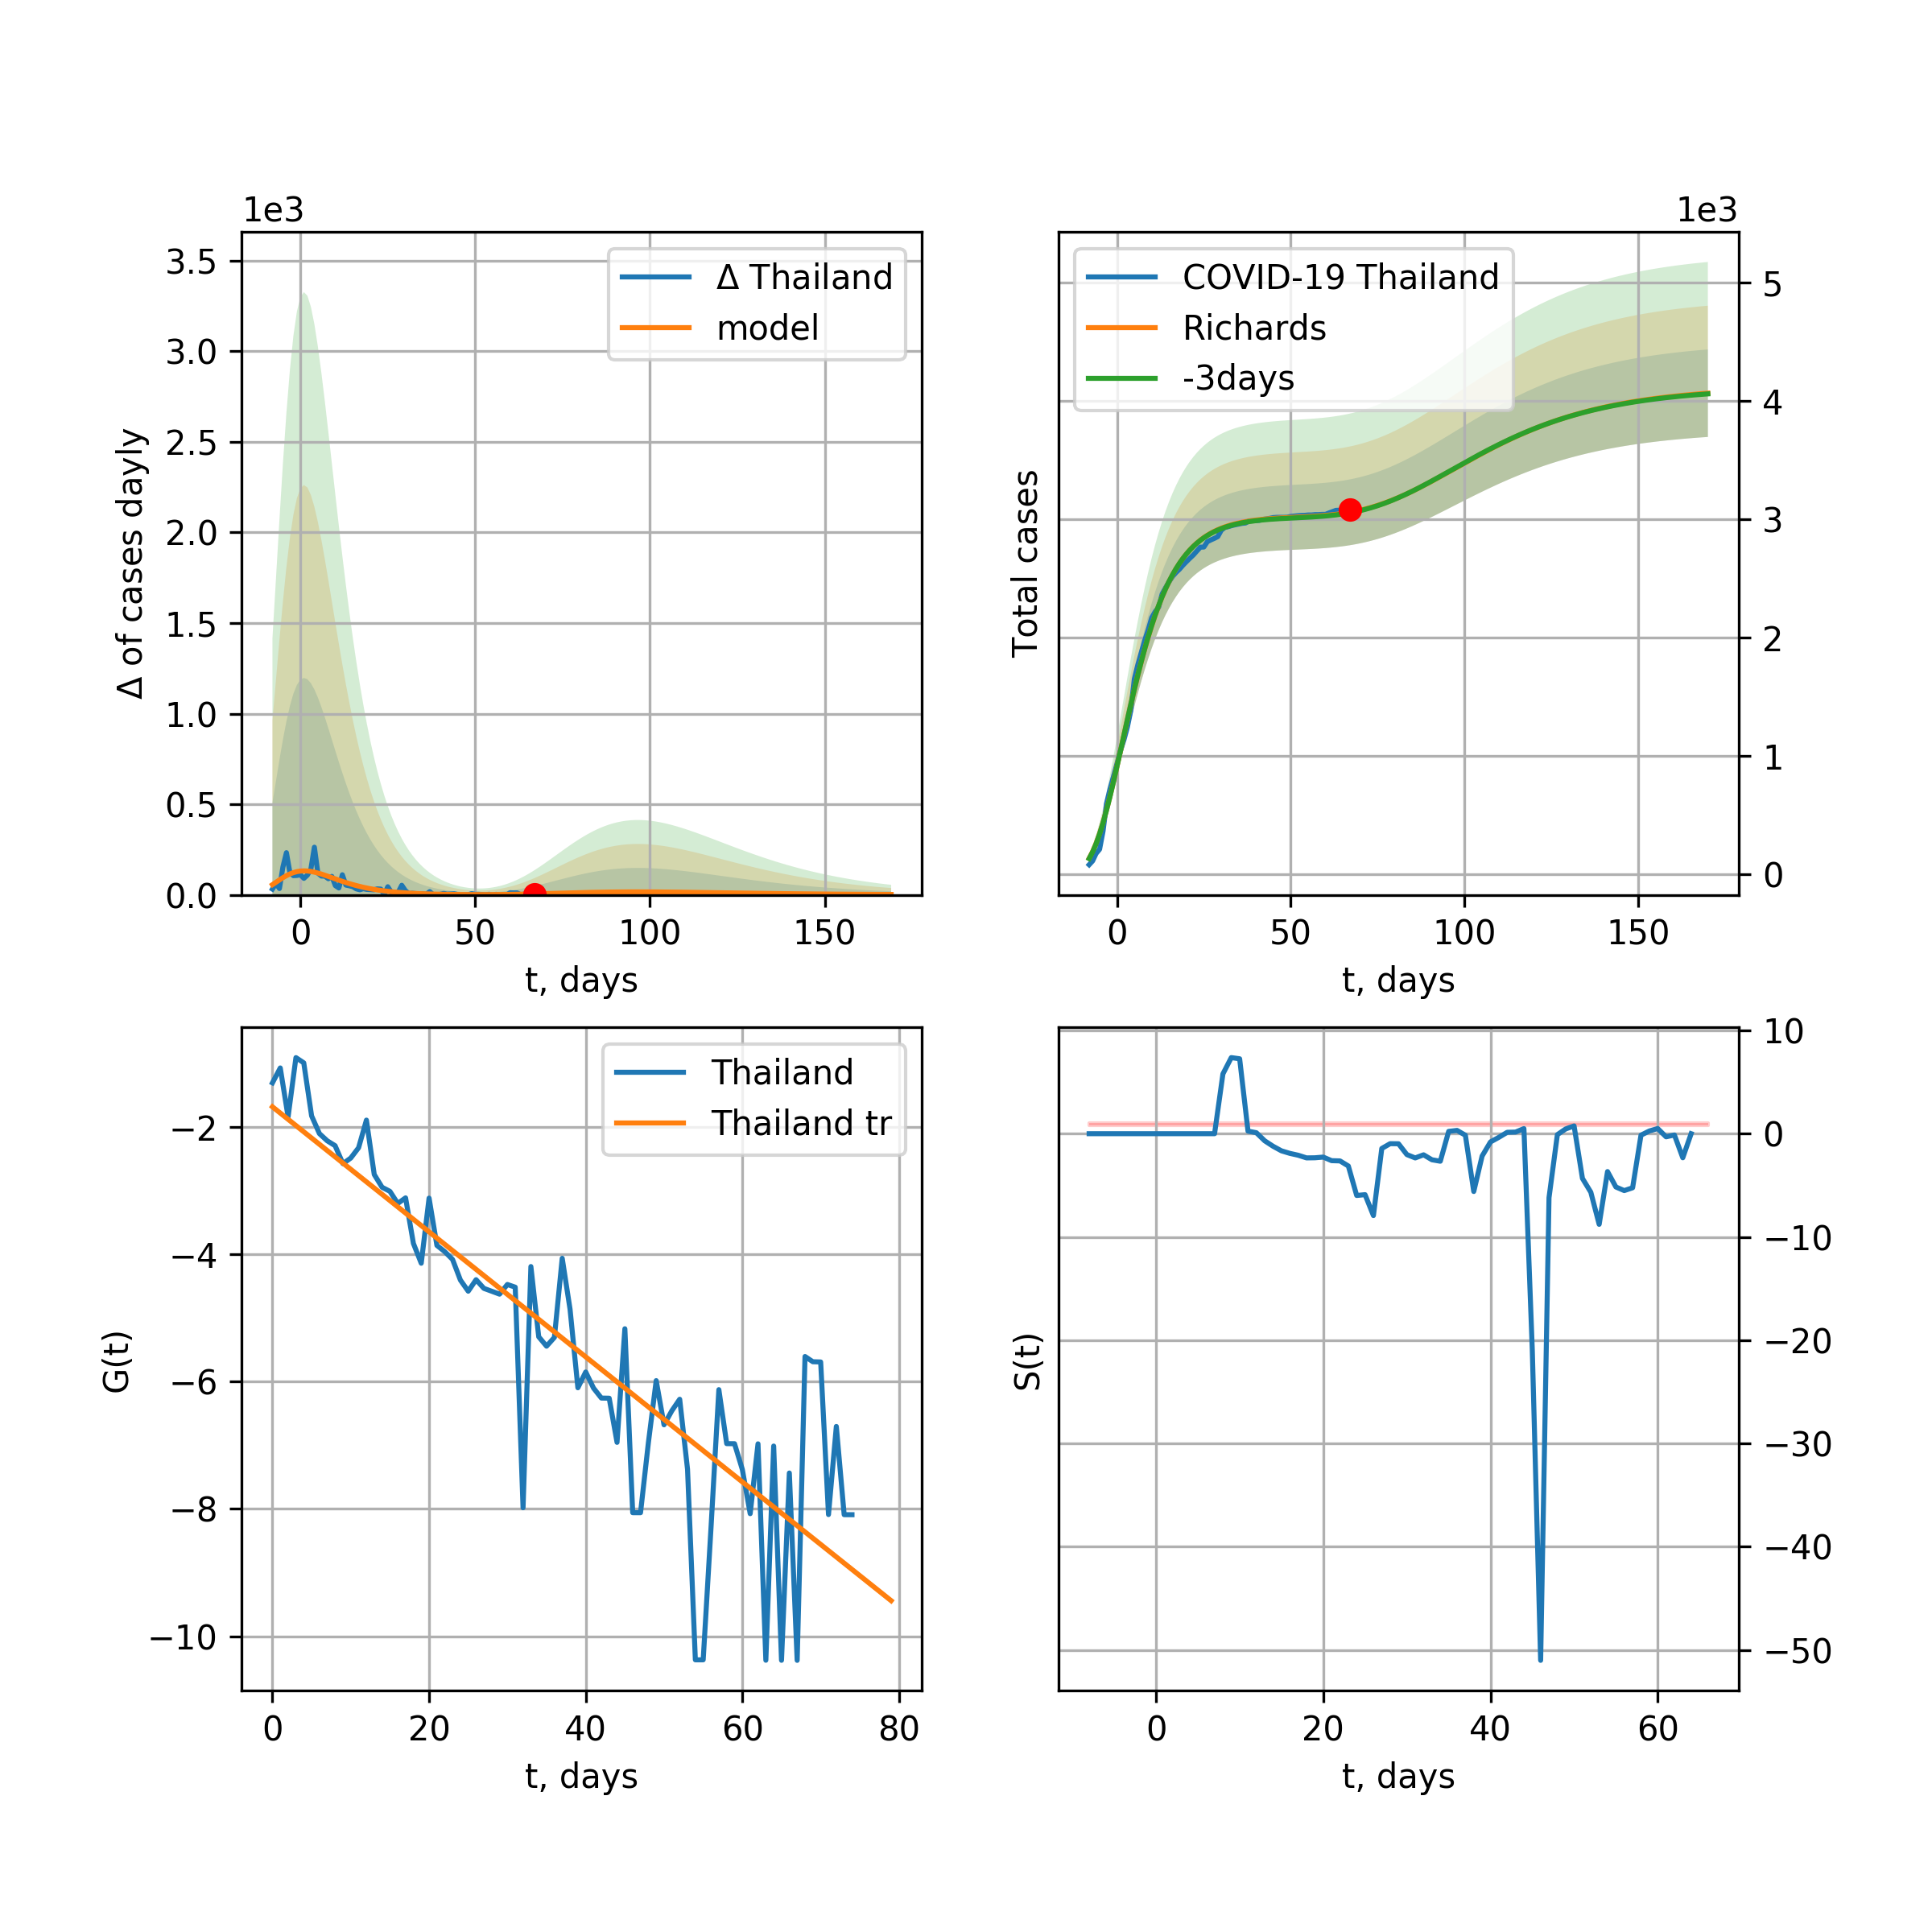 1e3
3.5
3.0
2.5
2.0
1.5
1.0
0.5
0.0
Δ of cases dayly
Δ Thailand
model
0 50 100 150
t, days
1e3
COVID-19 Thailand
Richards
-3days
Total cases
5
4
3
2
1
0
0 50 100 150
t, days
G(t)
−2
−4
−6
−8
−10
Thailand
Thailand tr
0 20 40 60 80
t, days
S(t)
10
0
−10
−20
−30
−40
−50
0 20 40 60
t, days